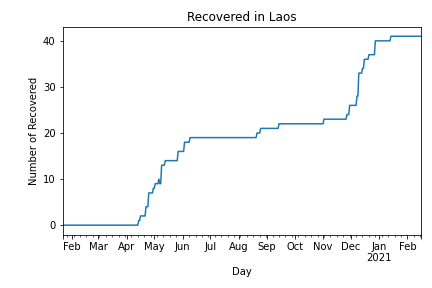 Recovered in Laos
Number of Recovered
40
30
20
10
0
Feb Mar Apr May Jun Jul Aug Sep Oct Nov Dec Jan Feb
2021
Day